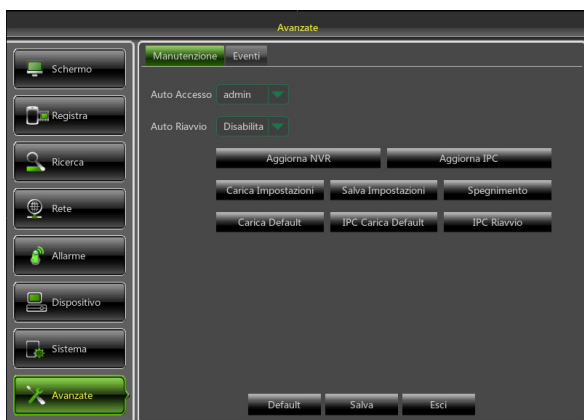 Avanzate
Schermo
Registra
Ricerca
Rete
Allarme
Dispositivo
Sistema
Avanzate
Manutenzione Eventi
Auto Accesso admin
Auto Riavvio Disabilita
Aggiorna NVR Aggiorna IPC
Carica Impostazioni Salva Impostazioni Spegnimento
Carica Default IPC Carica Default IPC Riavvio
Default Salva Esci